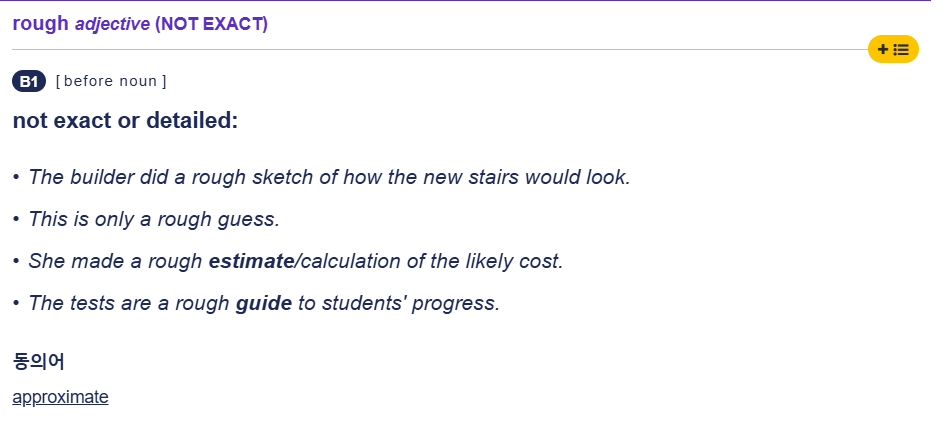 rough adjective (NOT EXACT)
B1 [ before noun ]
not exact or detailed:
• The builder did a rough sketch of how the new stairs would look.
• This is only a rough guess.
• She made a rough estimate/calculation of the likely cost.
• The tests are a rough guide to students' progress.
동의어
approximate